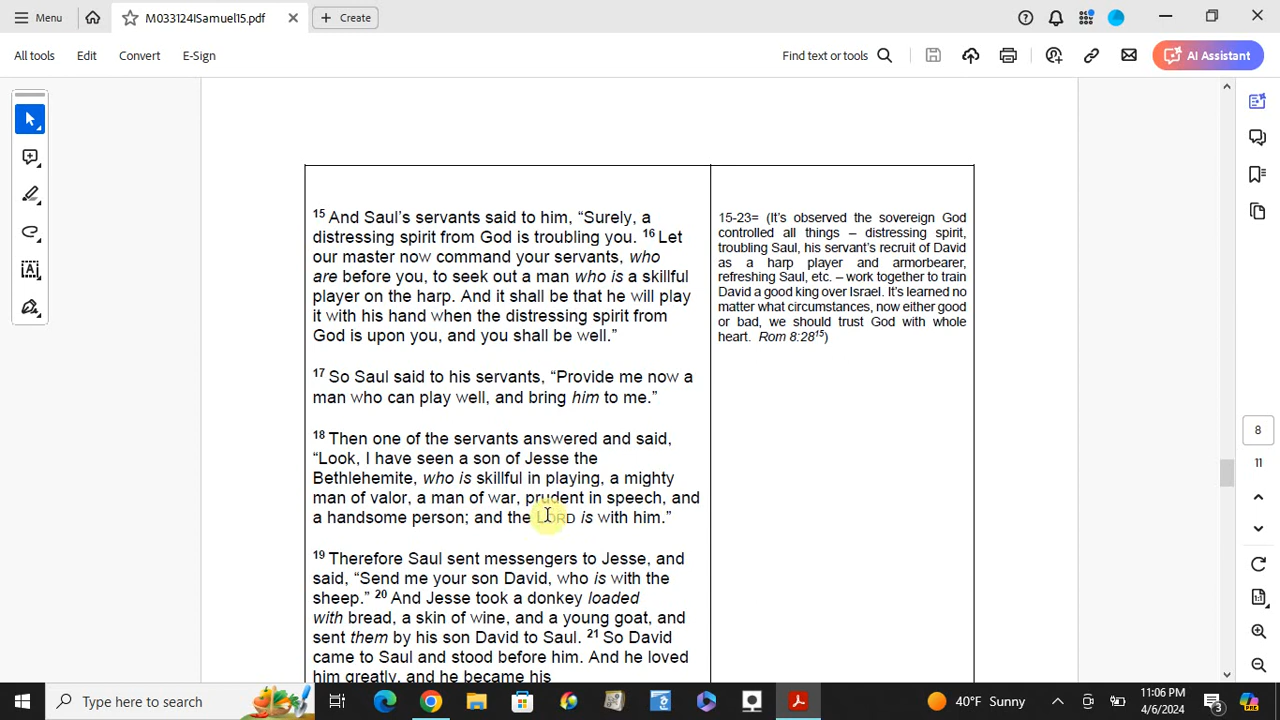 Menu
M033124ISamuel15.pdf
Create
All tools
Edit
Convert
E-Sign
Find text or tools
AI Assistant
15 And Saul's servants said to him, “Surely, a
distressing spirit from God is troubling you. 16 Let
our master now command your servants, who
are before you, to seek out a man who is a skillful
player on the harp. And it shall be that he will play
it with his hand when the distressing spirit from
God is upon you, and you shall be well.”
17 So Saul said to his servants, “Provide me now a
man who can play well, and bring him to me.”
18 Then one of the servants answered and said,
“Look, I have seen a son of Jesse the
Bethlehemite, who is skillful in playing, a mighty
man of valor, a man of war, prudent in speech, and
a handsome person; and the LORD is with him.”
19 Therefore Saul sent messengers to Jesse, and
said, “Send me your son David, who is with the
sheep.” 20 And Jesse took a donkey loaded
with bread, a skin of wine, and a young goat, and
sent them by his son David to Saul. 21 So David
came to Saul and stood before him. And he loved
him greatly, and he became his
15-23= (It's observed the sovereign God
controlled all things – distressing spirit,
troubling Saul, his servant's recruit of David
as a harp player and armorbearer,
refreshing Saul, etc. – work together to train
David a good king over Israel. It's learned no
matter what circumstances, now either good
or bad, we should trust God with whole
heart. Rom 8:28 15)
8
11
1:1
Type here to search
40°F Sunny
11:06 PM
4/6/2024
3
PRE